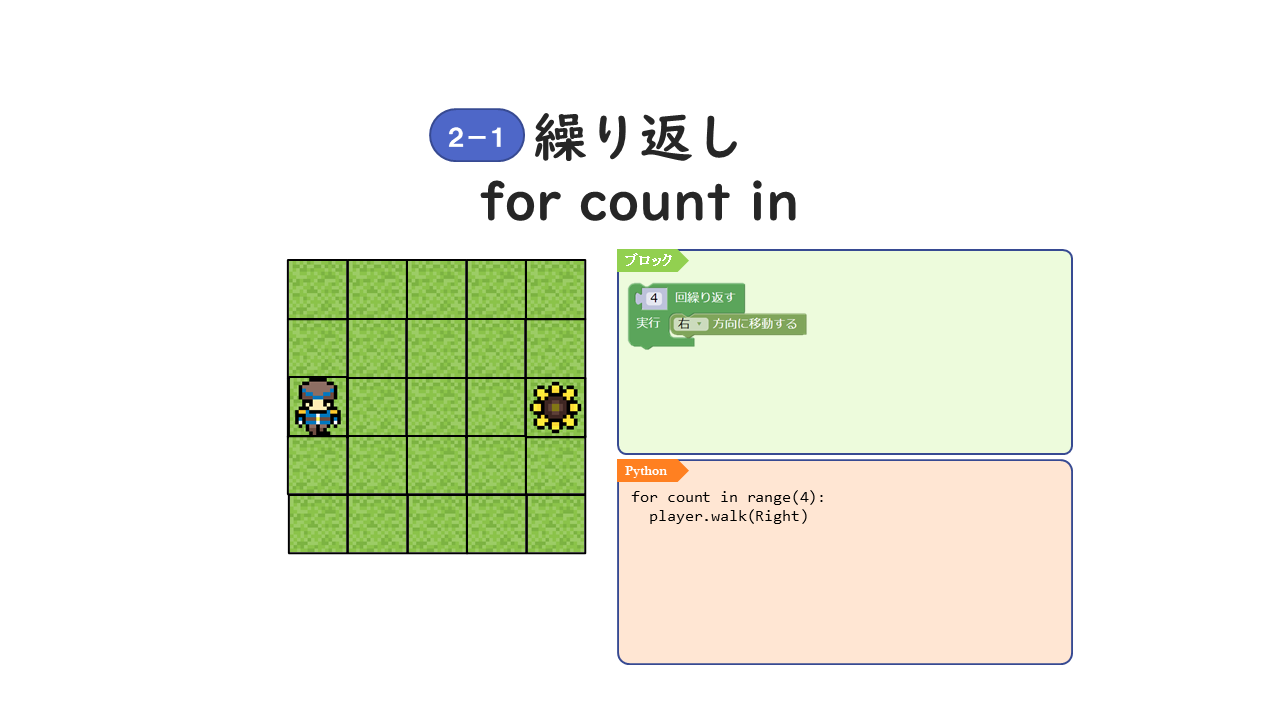 2−1 繰り返し
for count in
ブロック
4 回繰り返す
実行 右 方向に移動する
Python
for count in range(4):
  player.walk(Right)